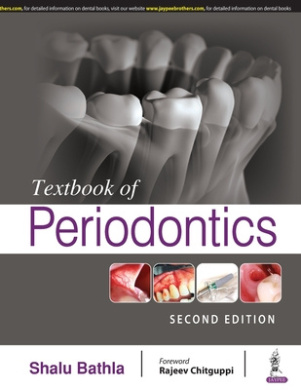 thers.com, for detailed information on dental books, visit our website www.jaypeebrothers.com, for detailed information on dental books
Textbook of
Periodontics
SECOND EDITION
Shalu Bathla
Foreword
Rajeev Chitguppi
JAYPEE